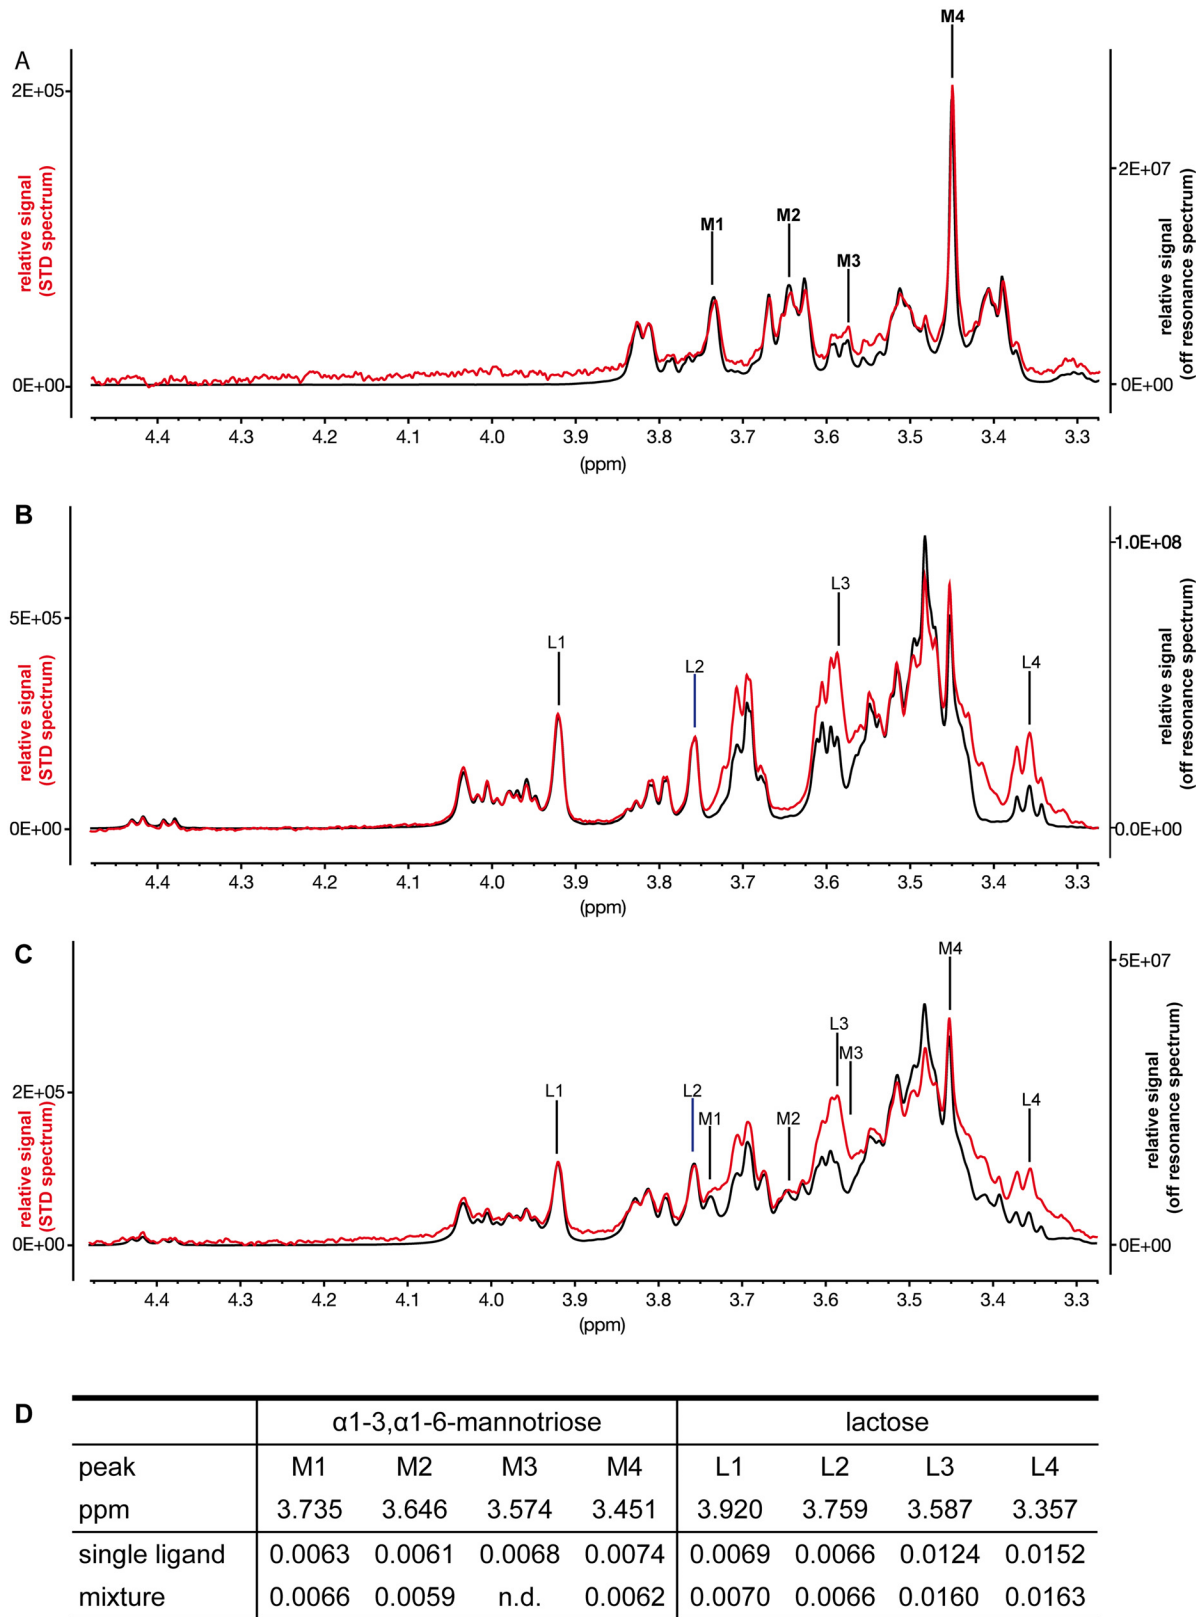 M4
A
2E+05
0E+00
relative signal
(STD spectrum)
M1
M2
M3
2E+07
0E+00
relative signal
(off resonance spectrum)
4.4 4.3 4.2 4.1 4.0 3.9 3.8 3.7 3.6 3.5 3.4 3.3
(ppm)
B
5E+05
0E+00
relative signal
(STD spectrum)
L1
L2
L3
L4
1.0E+08
0.0E+00
relative signal
(off resonance spectrum)
4.4 4.3 4.2 4.1 4.0 3.9 3.8 3.7 3.6 3.5 3.4 3.3
(ppm)
C
2E+05
0E+00
relative signal
(STD spectrum)
L1
L2
M1
M2
L3
M3
M4
L4
5E+07
0E+00
relative signal
(off resonance spectrum)
4.4 4.3 4.2 4.1 4.0 3.9 3.8 3.7 3.6 3.5 3.4 3.3
(ppm)
D
α1-3,α1-6-mannotriose lactose
peak M1 M2 M3 M4 L1 L2 L3 L4
ppm 3.735 3.646 3.574 3.451 3.920 3.759 3.587 3.357
single ligand 0.0063 0.0061 0.0068 0.0074 0.0069 0.0066 0.0124 0.0152
mixture 0.0066 0.0059 n.d. 0.0062 0.0070 0.0066 0.0160 0.0163